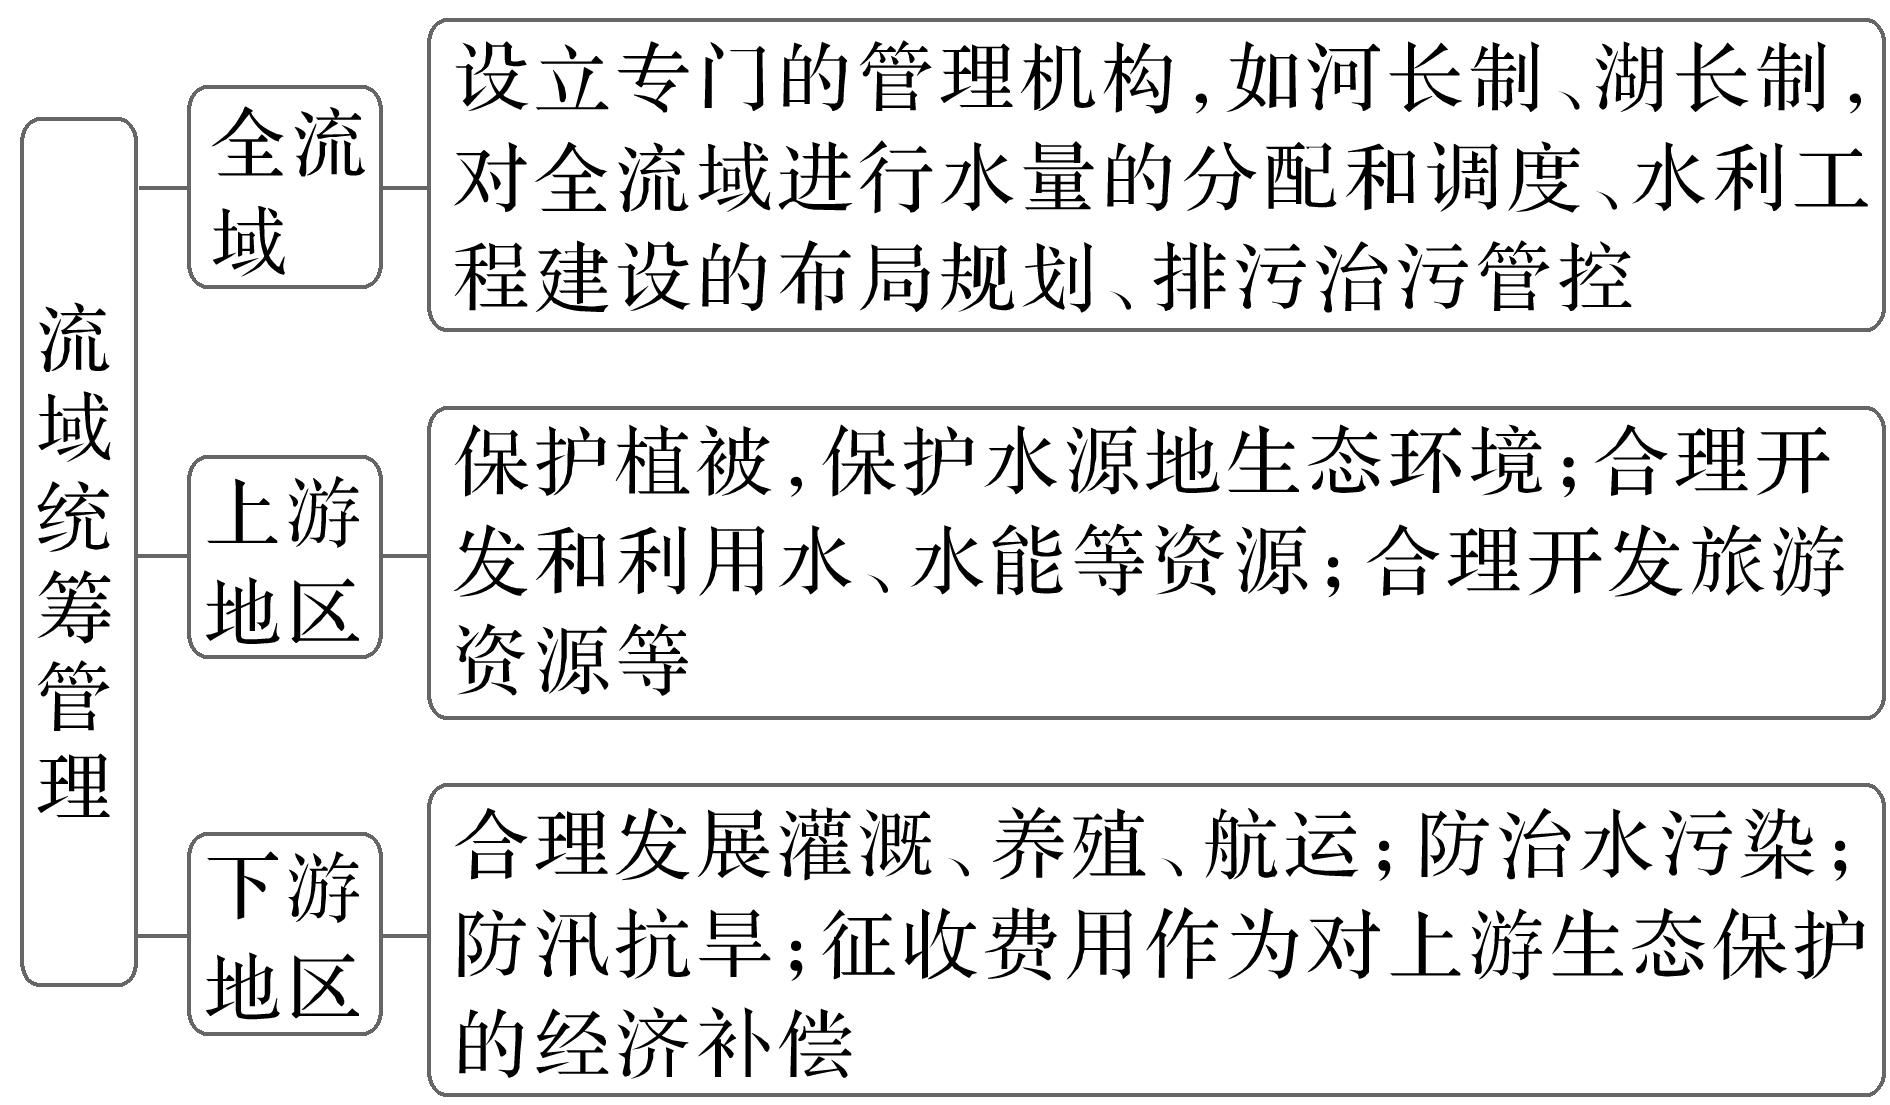 流域统筹管理
全流
域
设立专门的管理机构,如河长制、湖长制,
对全流域进行水量的分配和调度、水利工
程建设的布局规划、排污治污管控
上游
地区
保护植被,保护水源地生态环境;合理开
发和利用水、水能等资源;合理开发旅游
资源等
下游
地区
合理发展灌溉、养殖、航运;防治水污染;
防汛抗旱;征收费用作为对上游生态保护
的经济补偿